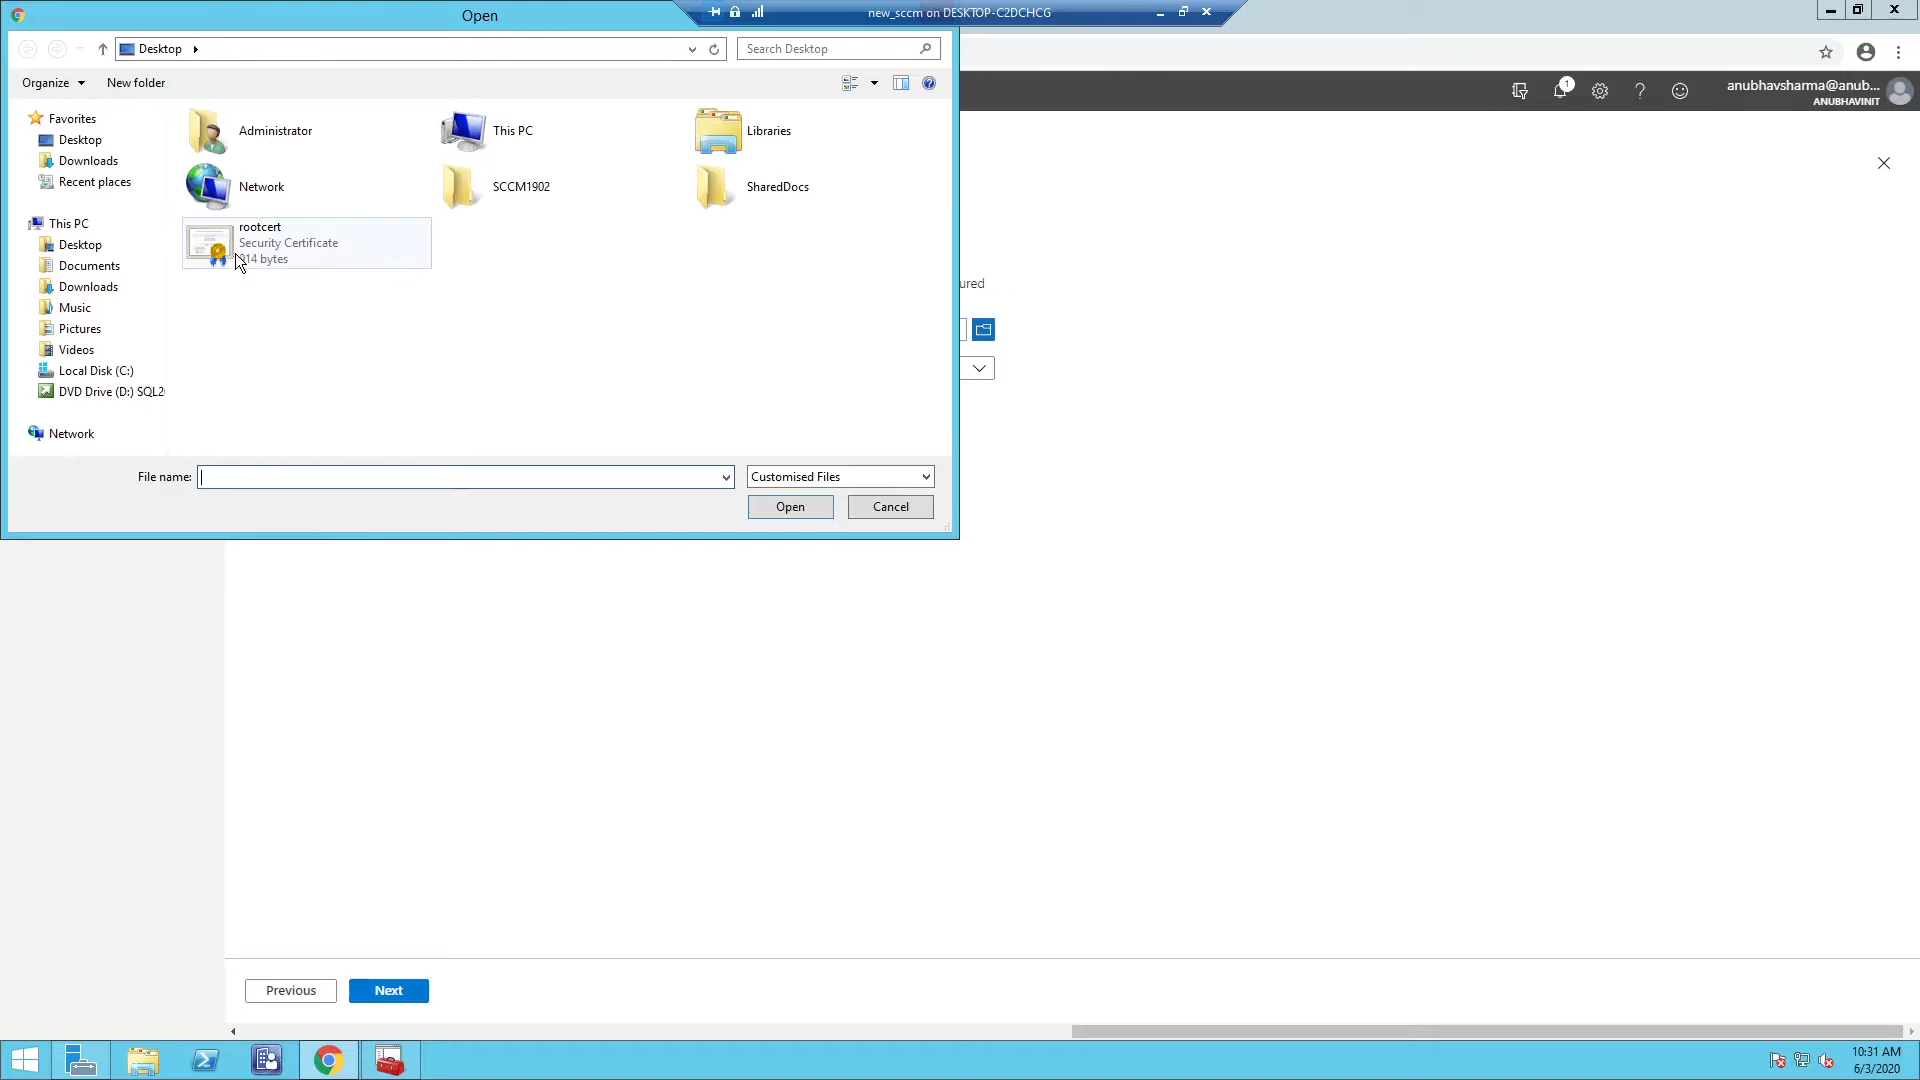 Open
new_sccm on DESKTOP-C2DCHCG
Desktop
Search Desktop
Organize
New folder
1
anubhavsharma@anub...
ANUBHAVINIT
Favorites
Desktop
Downloads
Recent places
This PC
Desktop
Documents
Downloads
Music
Pictures
Videos
Local Disk (C:)
DVD Drive (D:) SQL2
Network
Administrator
This PC
Libraries
Network
SCCM1902
SharedDocs
rootcert
Security Certificate
914 bytes
ured
File name:
Customised Files
Open
Cancel
Previous
Next
10:31 AM
6/3/2020